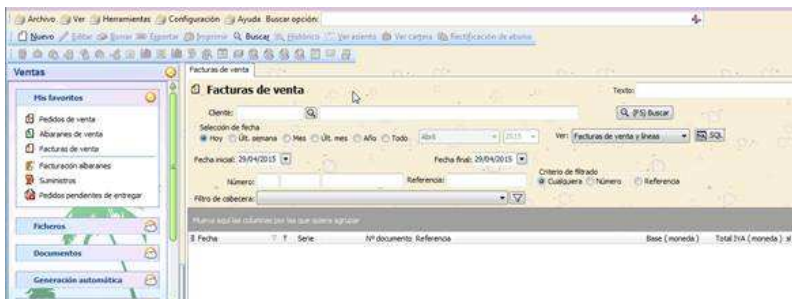 Archivo Ver Herramientas Configuración Ayuda Buscar opción:
Nuevo Editar Borrar Exportar Imprimir Buscar Histórico Ver asiento Ver cartera Rectificación de abono
Ventas
Facturas de venta
Mis favoritos
Pedidos de venta
Albaranes de venta
Facturas de venta
Facturación albaranes
Suministros
Pedidos pendientes de entregar
Ficheros
Documentos
Generación automática
Facturas de venta
Texto:
Cliente:
(F5) Buscar
Selección de fecha
Hoy Últ. semana Mes Últ. mes Año Todo Abril 2015 Ver: Facturas de venta y líneas SQL
Fecha inicial: 29/04/2015 Fecha final: 29/04/2015
Criterio de filtrado
Número: Referencia: Cualquiera Número Referencia
Filtro de cabecera:
Mueva aquí las columnas por las que quiera agrupar
Fecha Serie Nº documento Referencia Base (moneda) Total IVA (moneda)